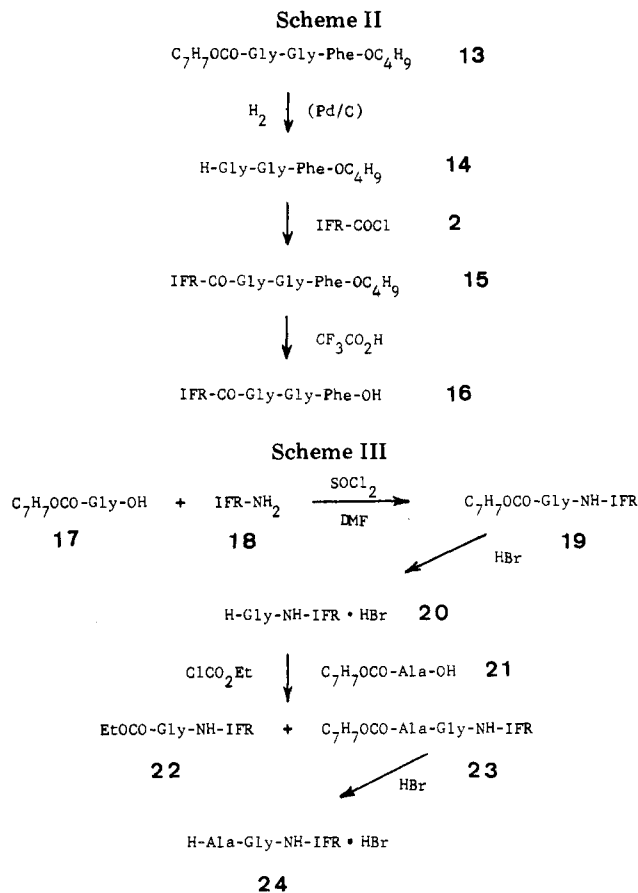 Scheme II
C7H7OCO-Gly-Gly-Phe-OC4H9 13
H2 (Pd/C)
H-Gly-Gly-Phe-OC4H9 14
IFR-COCl 2
IFR-CO-Gly-Gly-Phe-OC4H9 15
CF3CO2H
IFR-CO-Gly-Gly-Phe-OH 16
Scheme III
SOCl2
C7H7OCO-Gly-OH + IFR-NH2 C7H7OCO-Gly-NH-IFR
DMF
17 18 19
HBr
H-Gly-NH-IFR • HBr 20
ClCO2Et C7H7OCO-Ala-OH 21
EtOCO-Gly-NH-IFR + C7H7OCO-Ala-Gly-NH-IFR
22 23
HBr
H-Ala-Gly-NH-IFR • HBr
24